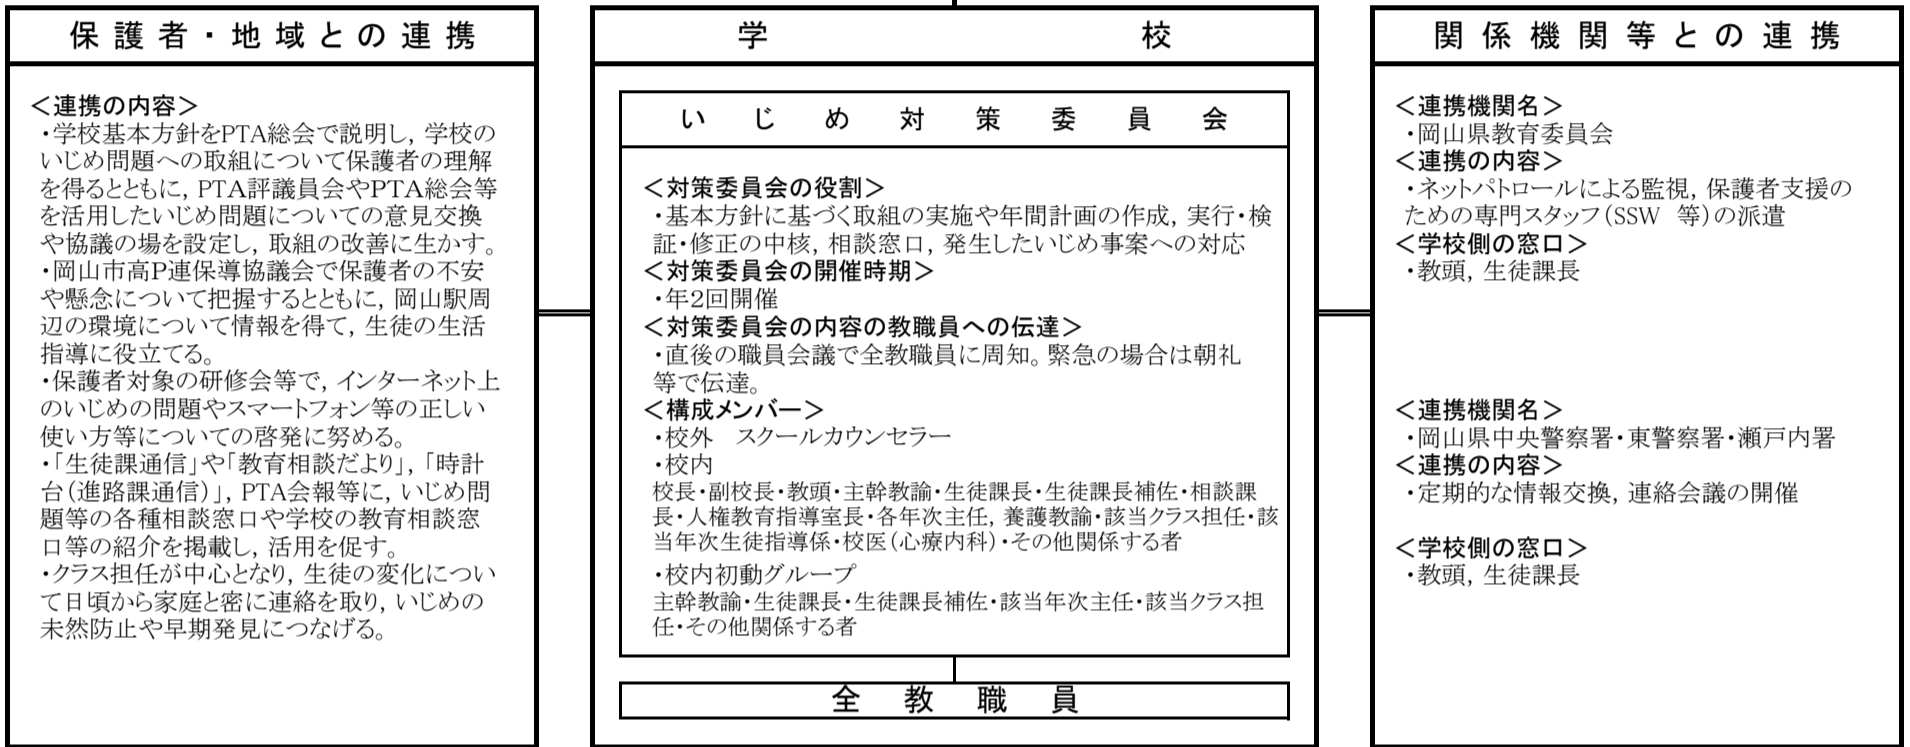 保護者・地域との連携
＜連携の内容＞
・学校基本方針をPTA総会で説明し，学校の
いじめ問題への取組について保護者の理解
を得るとともに，PTA評議員会やPTA総会等
を活用したいじめ問題についての意見交換
や協議の場を設定し，取組の改善に生かす。
・岡山市高P連保導協議会で保護者の不安
や懸念について把握するとともに，岡山駅周
辺の環境について情報を得て，生徒の生活
指導に役立てる。
・保護者対象の研修会等で，インターネット上
のいじめの問題やスマートフォン等の正しい
使い方等についての啓発に努める。
・「生徒課通信」や「教育相談だより」，「時計
台（進路課通信）」，PTA会報等に，いじめ問
題等の各種相談窓口や学校の教育相談窓
口等の紹介を掲載し，活用を促す。
・クラス担任が中心となり，生徒の変化につい
て日頃から家庭と密に連絡を取り，いじめの
未然防止や早期発見につなげる。
学校
いじめ対策委員会
＜対策委員会の役割＞
・基本方針に基づく取組の実施や年間計画の作成，実行・検
証・修正の中核，相談窓口，発生したいじめ事案への対応
＜対策委員会の開催時期＞
・年２回開催
＜対策委員会の内容の教職員への伝達＞
・直後の職員会議で全教職員に周知。緊急の場合は朝礼
等で伝達。
＜構成メンバー＞
・校外　スクールカウンセラー
・校内
校長・副校長・教頭・主幹教諭・生徒課長・生徒課長補佐・相談課
長・人権教育指導室長・各年次主任，養護教諭・該当クラス担任・該
当年次生徒指導係・校医（心療内科）・その他関係する者
・校内初動グループ
主幹教諭・生徒課長・生徒課長補佐・該当年次主任・該当クラス担
任・その他関係する者
全教職員
関係機関等との連携
＜連携機関名＞
・岡山県教育委員会
＜連携の内容＞
・ネットパトロールによる監視，保護者支援の
ための専門スタッフ（SSW　等）の派遣
＜学校側の窓口＞
・教頭，生徒課長
＜連携機関名＞
・岡山県中央警察署・東警察署・瀬戸内署
＜連携の内容＞
・定期的な情報交換，連絡会議の開催
＜学校側の窓口＞
・教頭，生徒課長